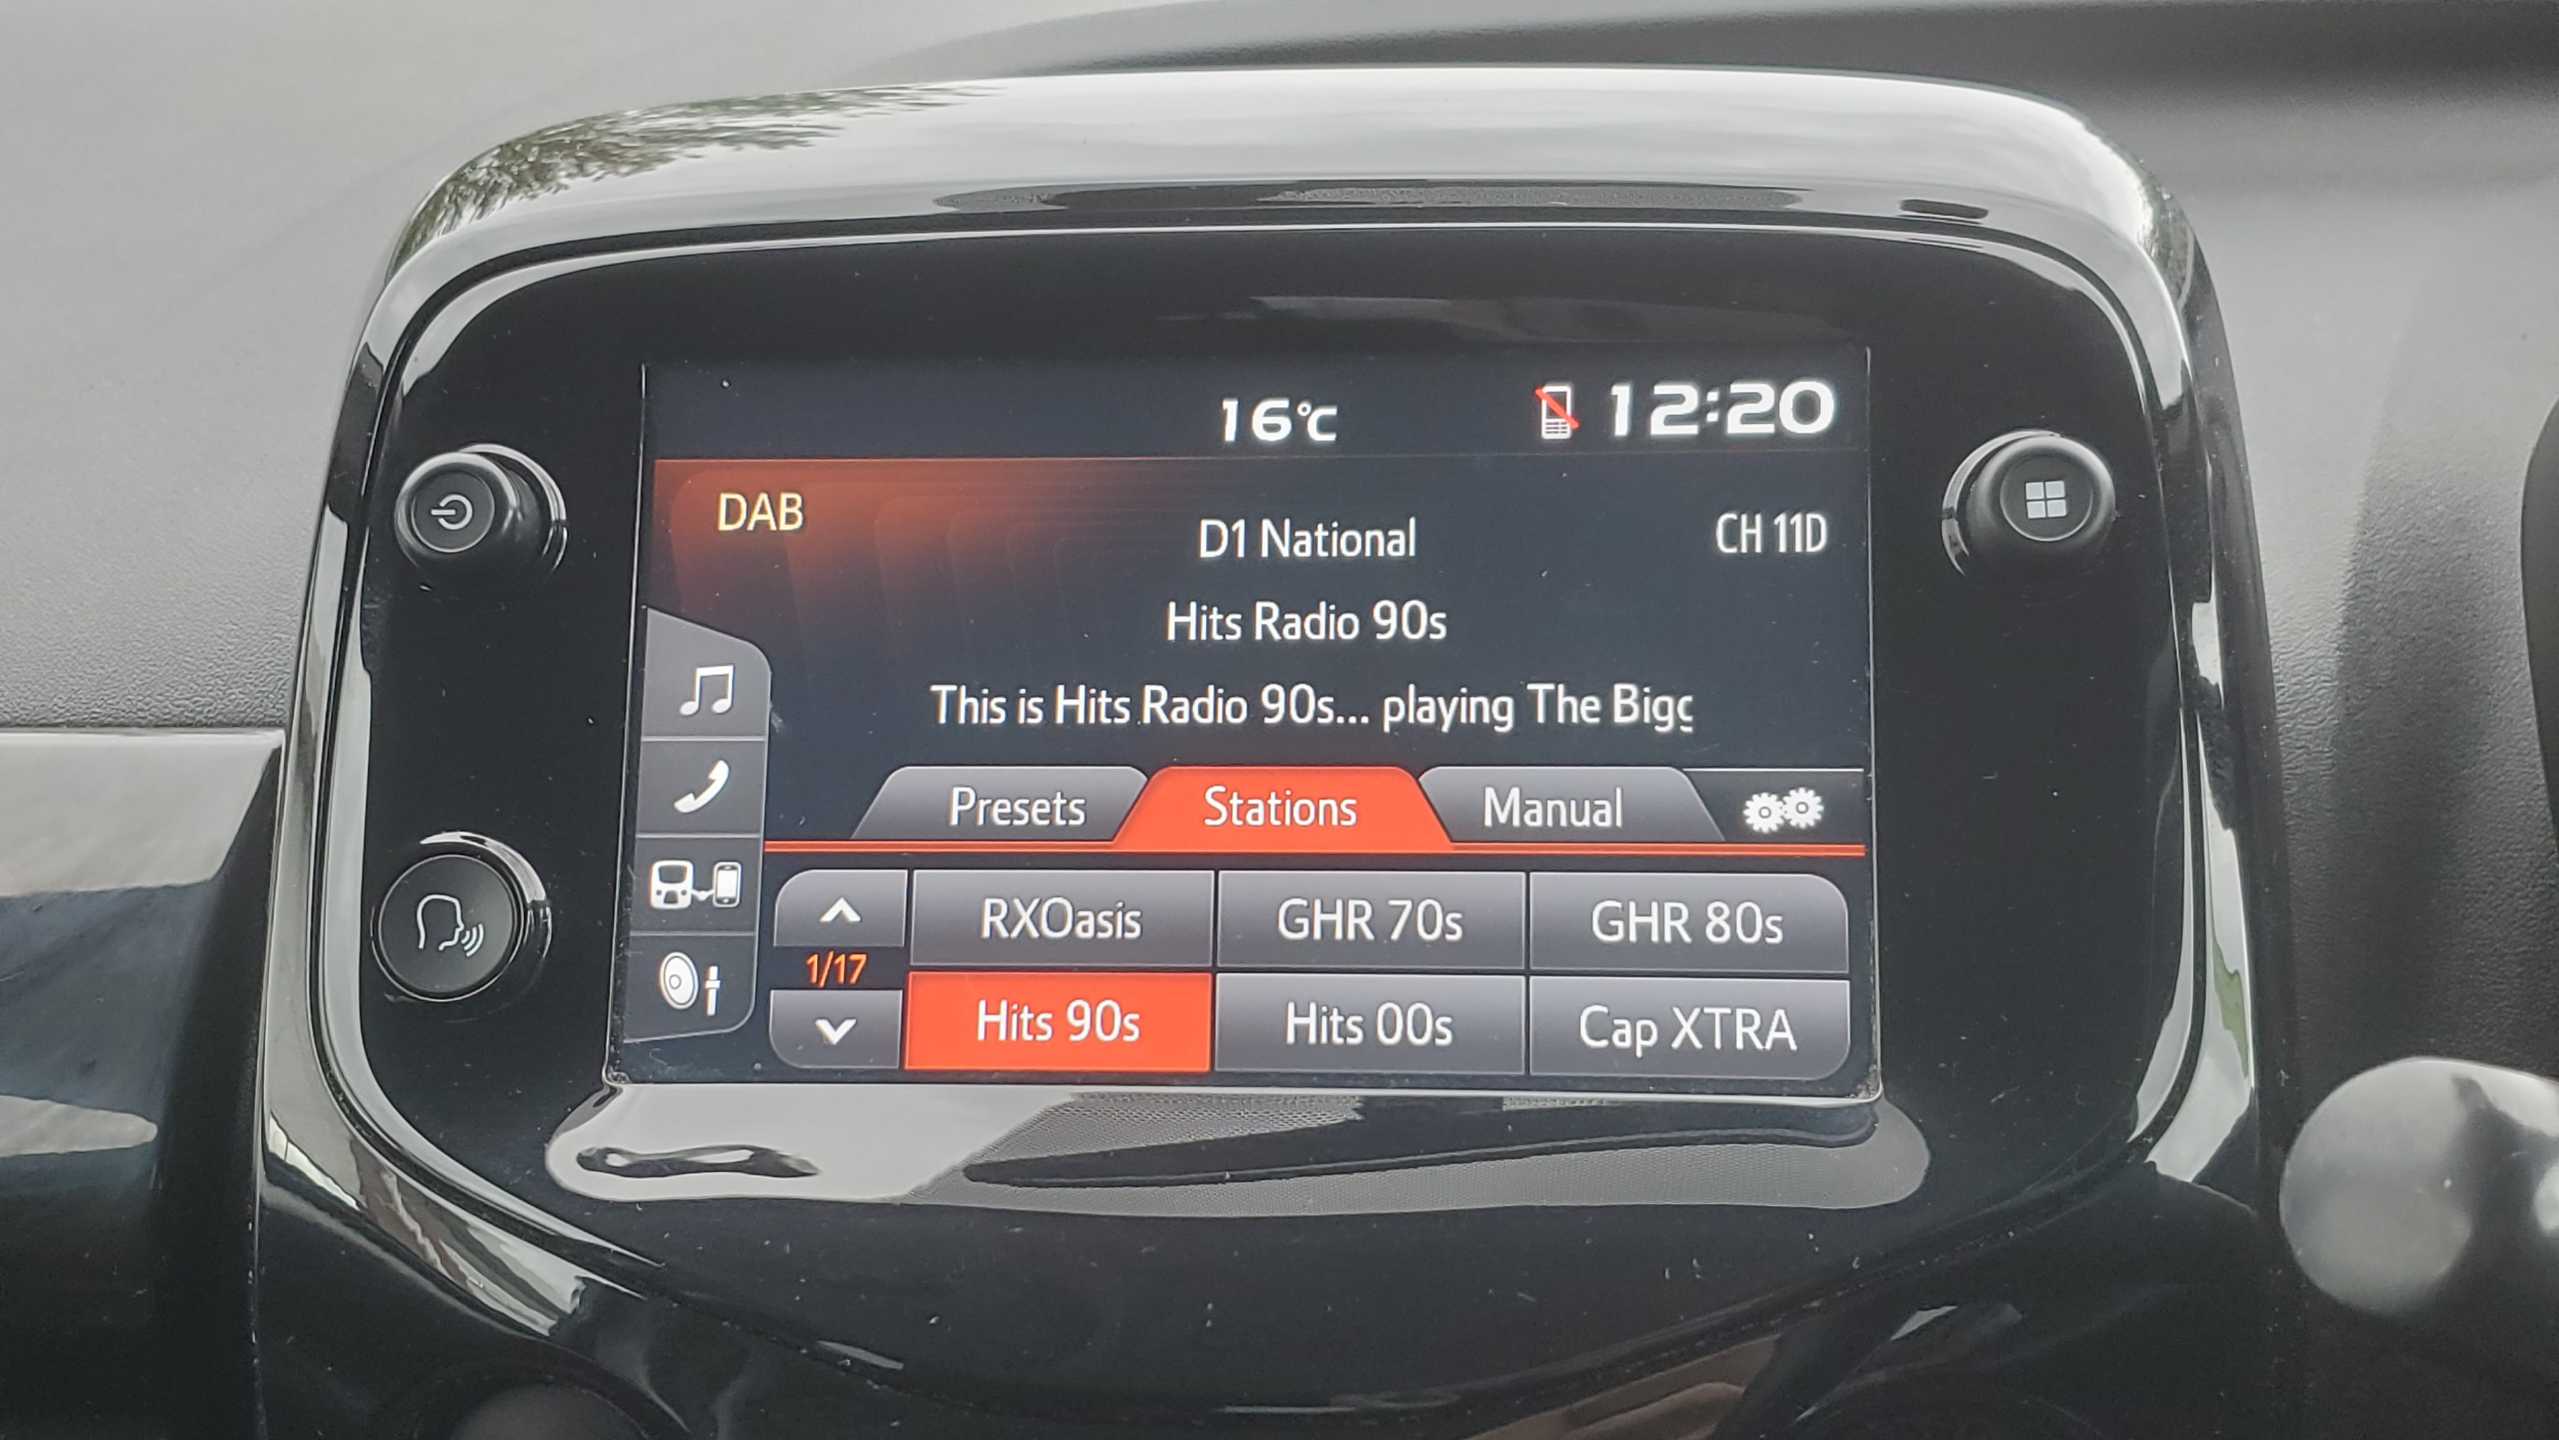 16°C 12:20
DAB
D1 National
CH 11D
Hits Radio 90s
This is Hits Radio 90s... playing The Bigg
Presets Stations Manual
RXOasis GHR 70s GHR 80s
1/17
Hits 90s Hits 00s Cap XTRA